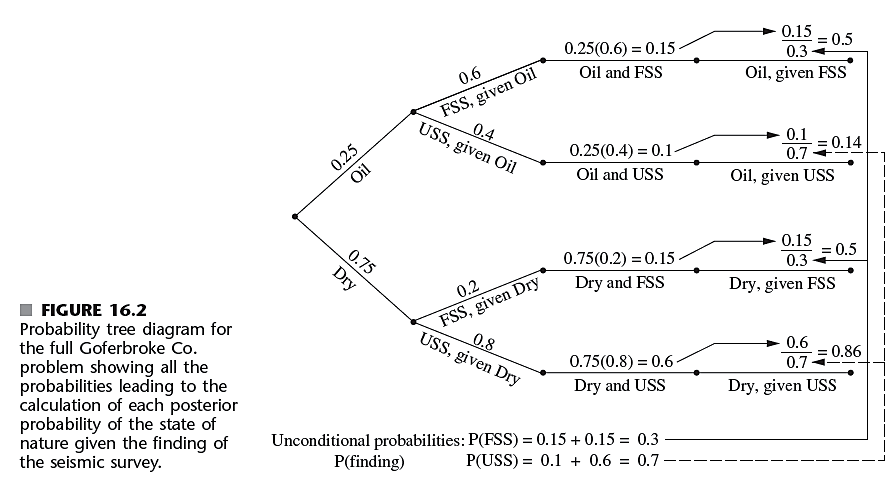 0.6
FSS, given Oil
0.25(0.6) = 0.15
Oil and FSS
0.15
0.3
= 0.5
Oil, given FSS
0.4
USS, given Oil
0.25(0.4) = 0.1
Oil and USS
0.1
0.7
= 0.14
Oil, given USS
0.25
Oil
0.75
Dry
0.2
FSS, given Dry
0.75(0.2) = 0.15
Dry and FSS
0.15
0.3
= 0.5
Dry, given FSS
0.8
USS, given Dry
0.75(0.8) = 0.6
Dry and USS
0.6
0.7
= 0.86
Dry, given USS
FIGURE 16.2
Probability tree diagram for
the full Goferbroke Co.
problem showing all the
probabilities leading to the
calculation of each posterior
probability of the state of
nature given the finding of
the seismic survey.
Unconditional probabilities: P(FSS) = 0.15 + 0.15 = 0.3
P(finding) P(USS) = 0.1 + 0.6 = 0.7